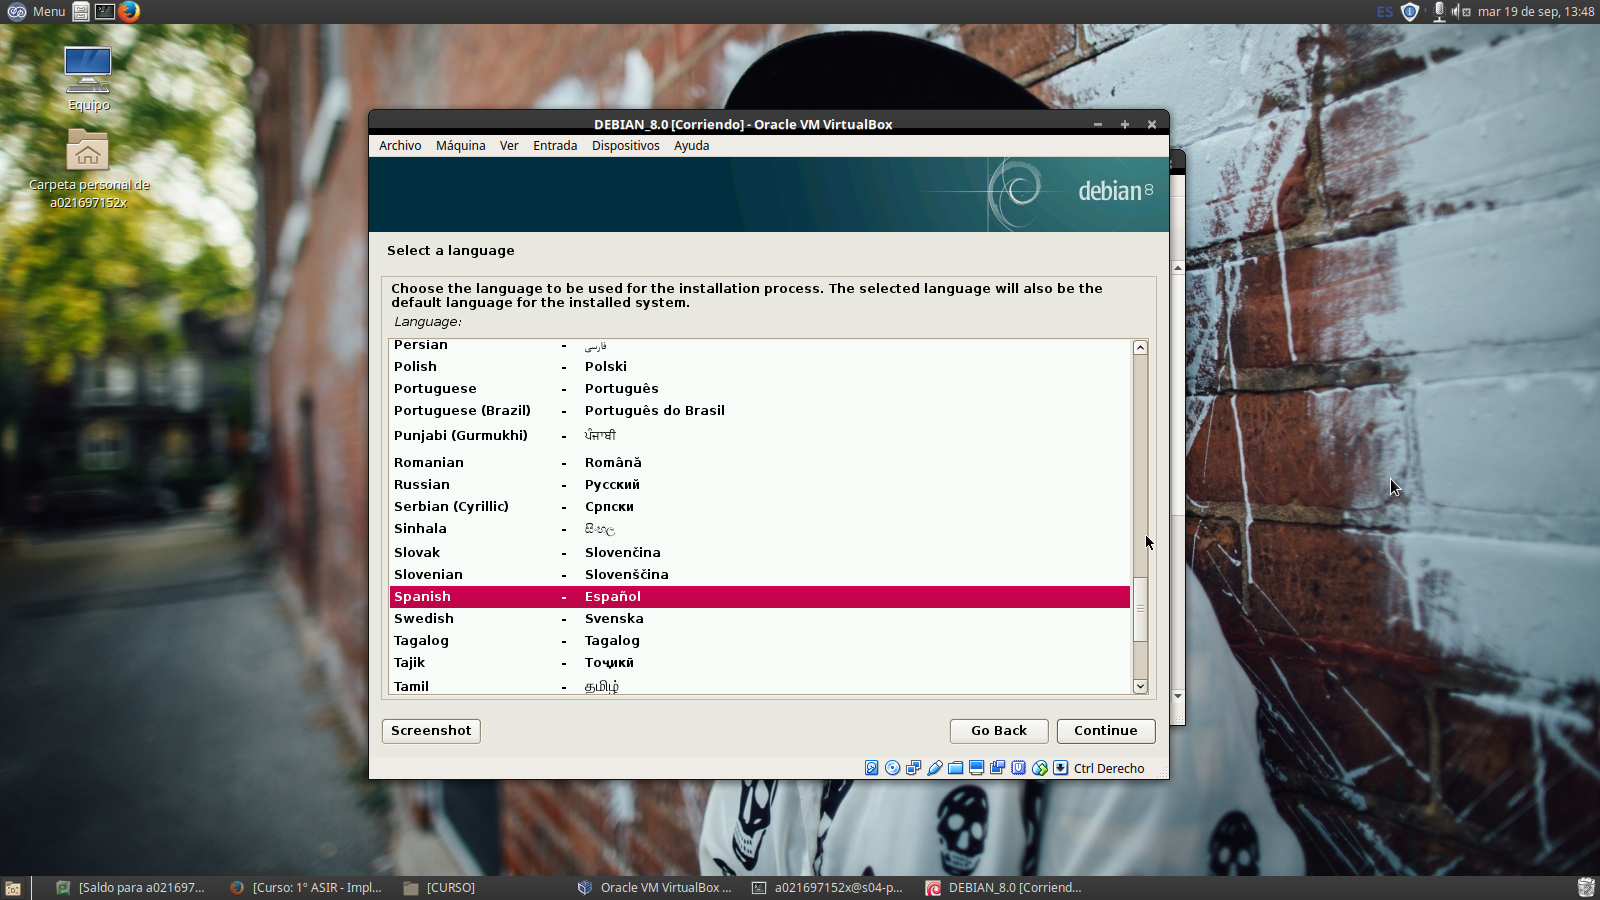 Menu
ES
mar 19 de sep, 13:48
Equipo
Carpeta personal de
a021697152x
DEBIAN_8.0 [Corriendo] - Oracle VM VirtualBox
Archivo Máquina Ver Entrada Dispositivos Ayuda
debian 8
Select a language
Choose the language to be used for the installation process. The selected language will also be the
default language for the installed system.
Language:
Persian - فارسی
Polish - Polski
Portuguese - Português
Portuguese (Brazil) - Português do Brasil
Punjabi (Gurmukhi) - ਪੰਜਾਬੀ
Romanian - Română
Russian - Русский
Serbian (Cyrillic) - Српски
Sinhala - සිංහල
Slovak - Slovenčina
Slovenian - Slovenščina
Spanish - Español
Swedish - Svenska
Tagalog - Tagalog
Tajik - Тоҷикӣ
Tamil - தமிழ்
Screenshot
Go Back
Continue
Ctrl Derecho
[Saldo para a021697...
[Curso: 1º ASIR - Impl...
[CURSO]
Oracle VM VirtualBox ...
a021697152x@s04-p...
DEBIAN_8.0 [Corriend...